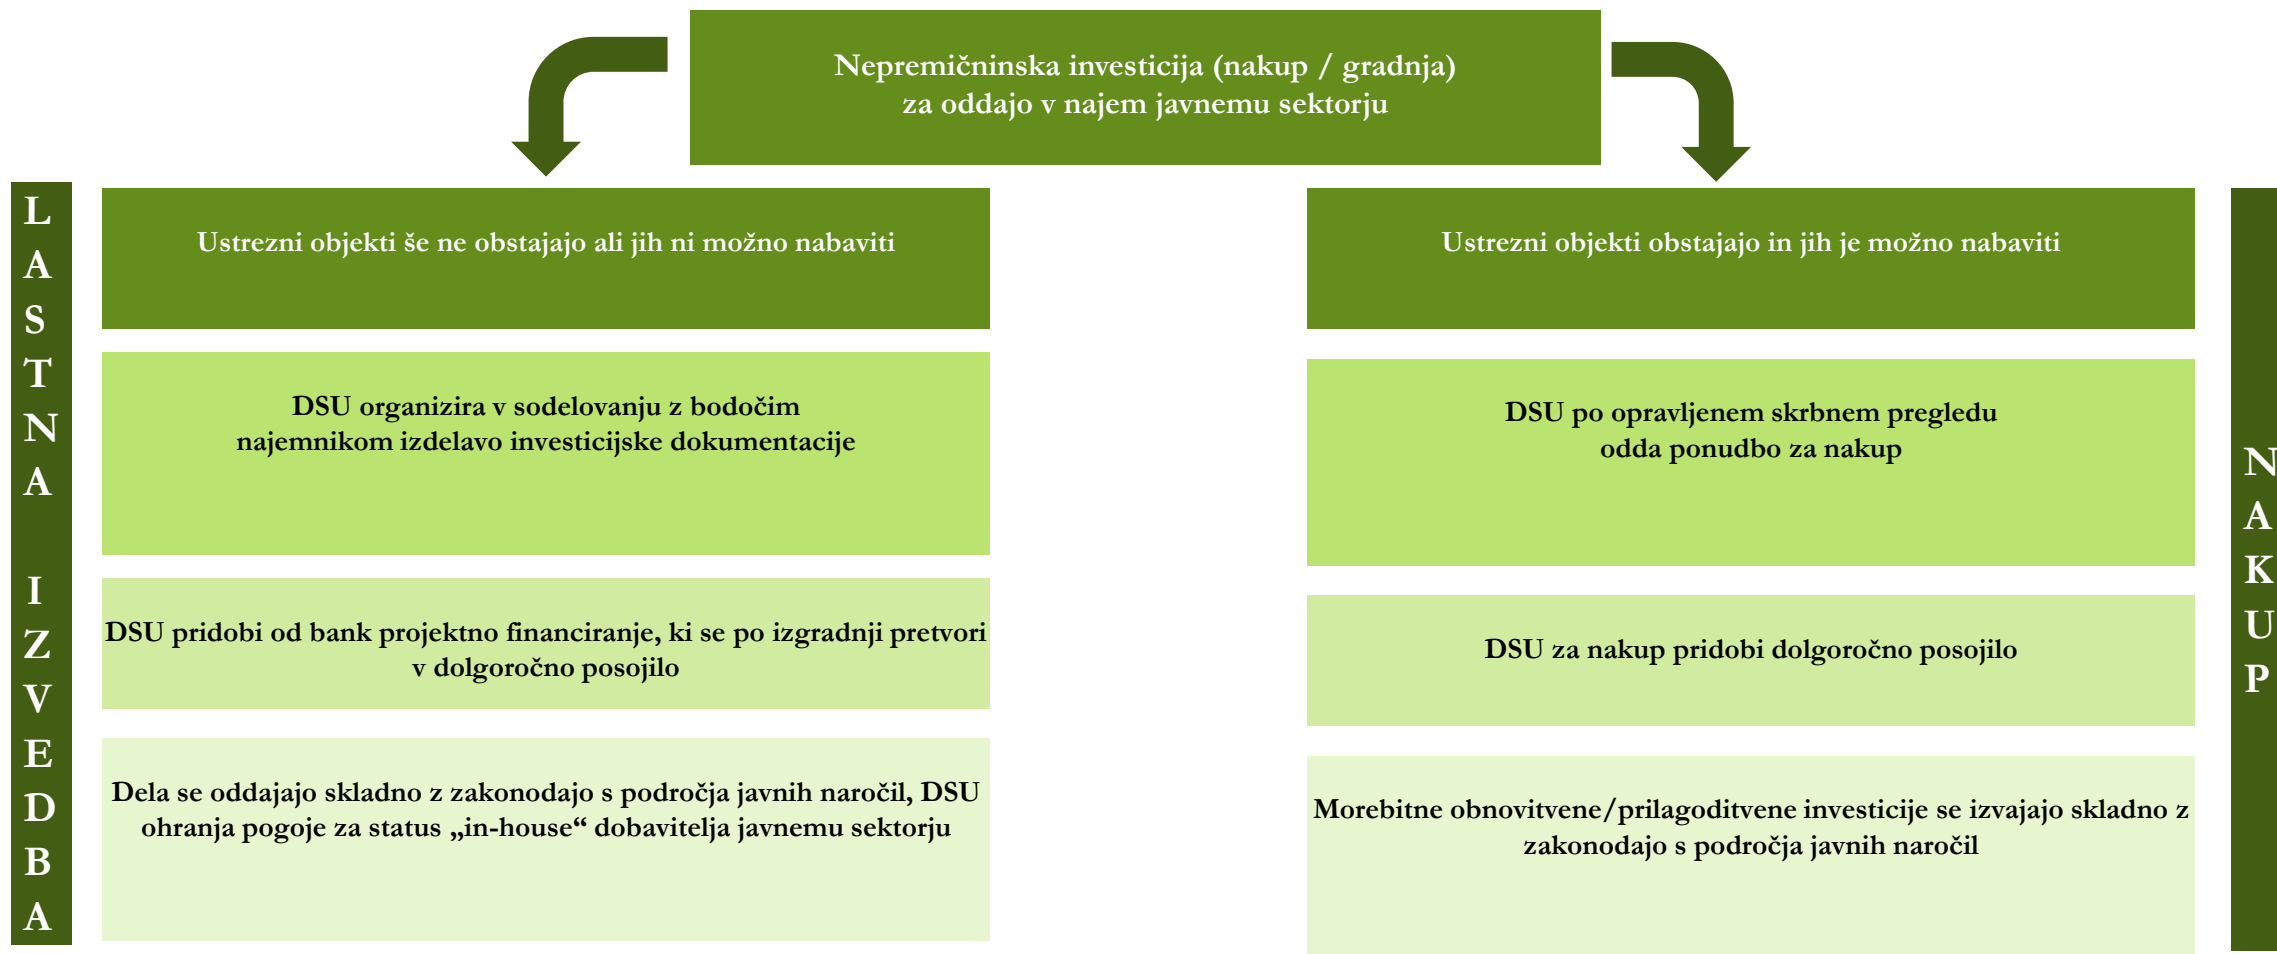 Nepremičninska investicija (nakup / gradnja)
za oddajo v najem javnemu sektorju
LASTNA IZVEDBA
Ustrezni objekti še ne obstajajo ali jih ni možno nabaviti
DSU organizira v sodelovanju z bodočim
najemnikom izdelavo investicijske dokumentacije
DSU pridobi od bank projektno financiranje, ki se po izgradnji pretvori
v dolgoročno posojilo
Dela se oddajajo skladno z zakonodajo s področja javnih naročil, DSU
ohranja pogoje za status „in-house“ dobavitelja javnemu sektorju
Ustrezni objekti obstajajo in jih je možno nabaviti
DSU po opravljenem skrbnem pregledu
odda ponudbo za nakup
DSU za nakup pridobi dolgoročno posojilo
Morebitne obnovitvene/prilagoditvene investicije se izvajajo skladno z
zakonodajo s področja javnih naročil
NAKUP